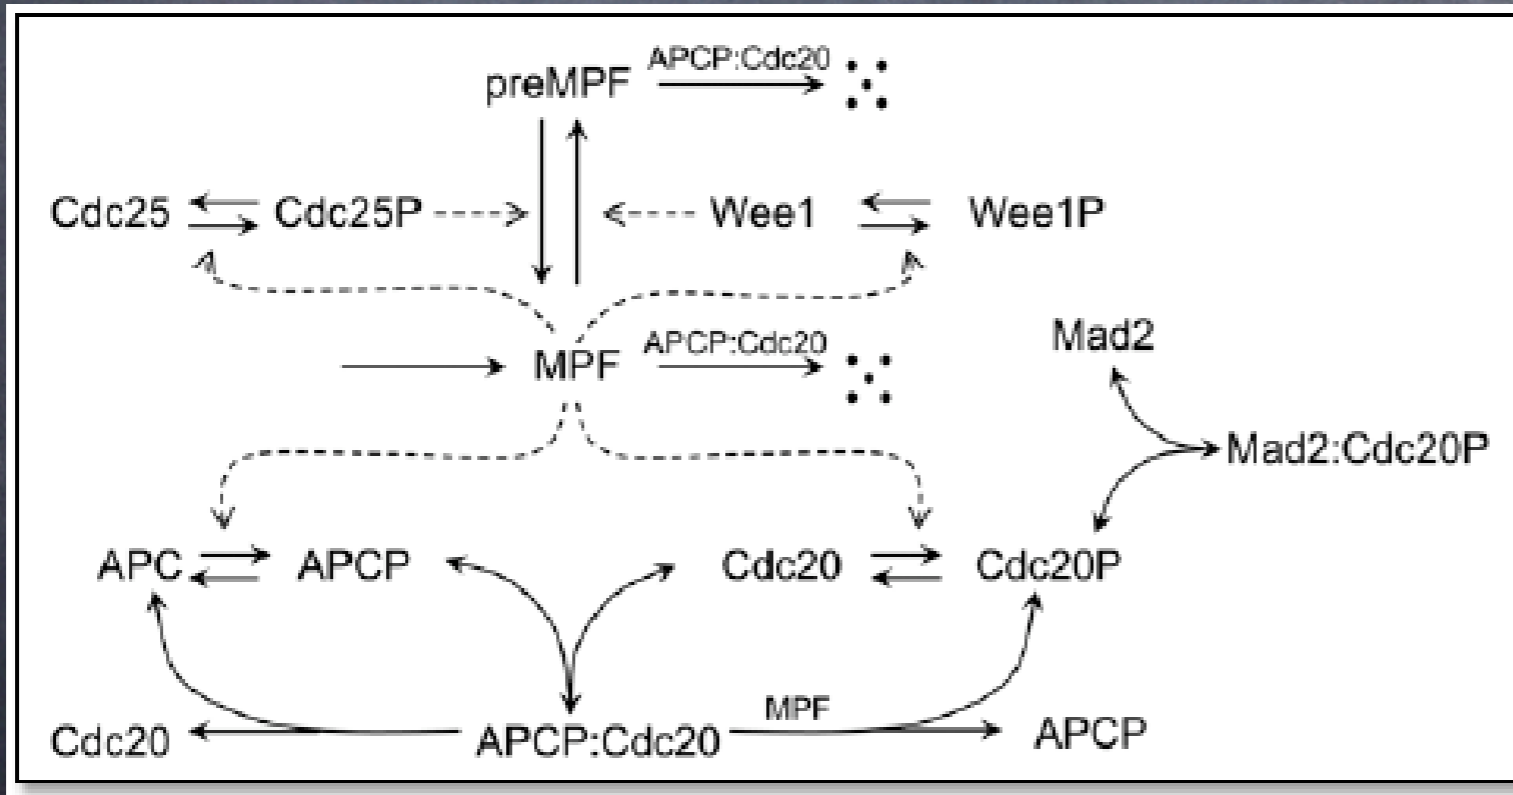 APCP:Cdc20
preMPF
Cdc25 Cdc25P Wee1 Wee1P
Mad2
MPF APCP:Cdc20
Mad2:Cdc20P
APC APCP Cdc20 Cdc20P
MPF
Cdc20 APCP:Cdc20 APCP